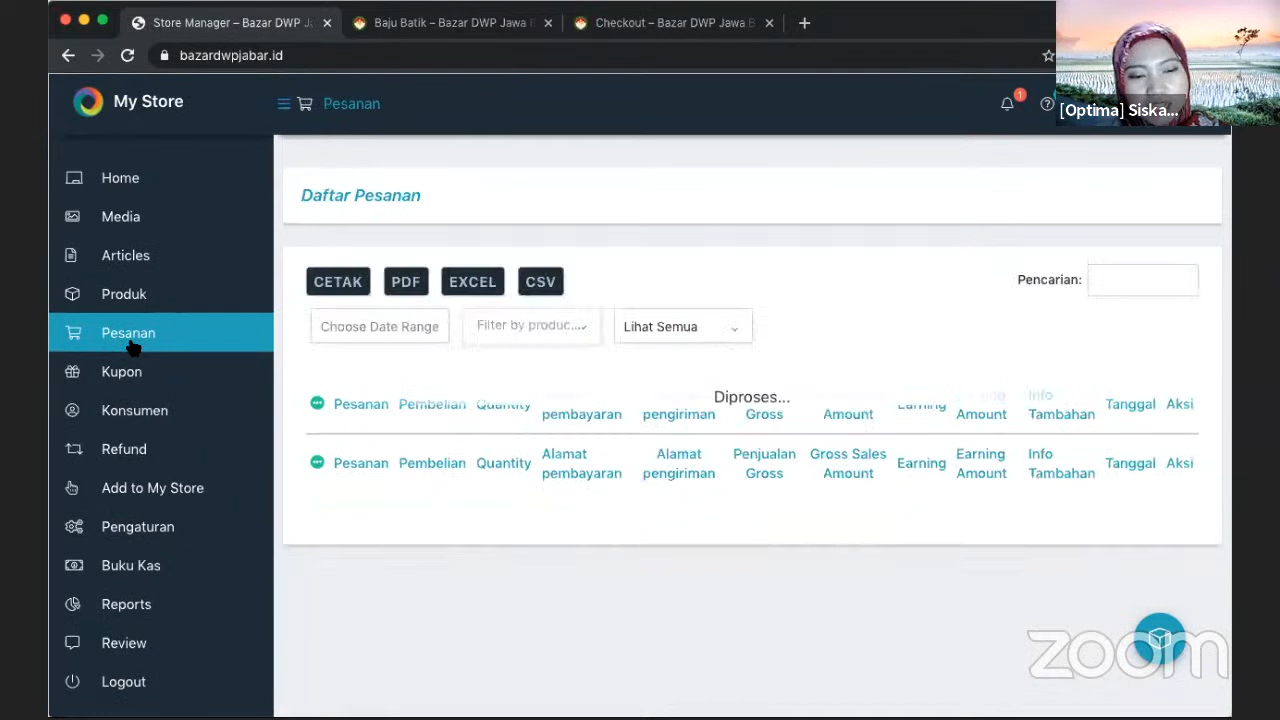 Store Manager – Bazar DWP J
Baju Batik – Bazar DWP Jawa
Checkout – Bazar DWP Jawa B
bazardwpjabar.id
[Optima] Siska...
My Store
Pesanan
1
Home
Media
Articles
Produk
Pesanan
Kupon
Konsumen
Refund
Add to My Store
Pengaturan
Buku Kas
Reports
Review
Logout
Daftar Pesanan
CETAK PDF EXCEL CSV
Pencarian:
Choose Date Range Filter by produc... Lihat Semua
Diproses...
Pesanan Pembelian Quantity pembayaran pengiriman Gross Amount Earning Amount Info Tambahan Tanggal Aksi
Pesanan Pembelian Quantity Alamat pembayaran Alamat pengiriman Penjualan Gross Gross Sales Amount Earning Earning Amount Info Tambahan Tanggal Aksi
zoom